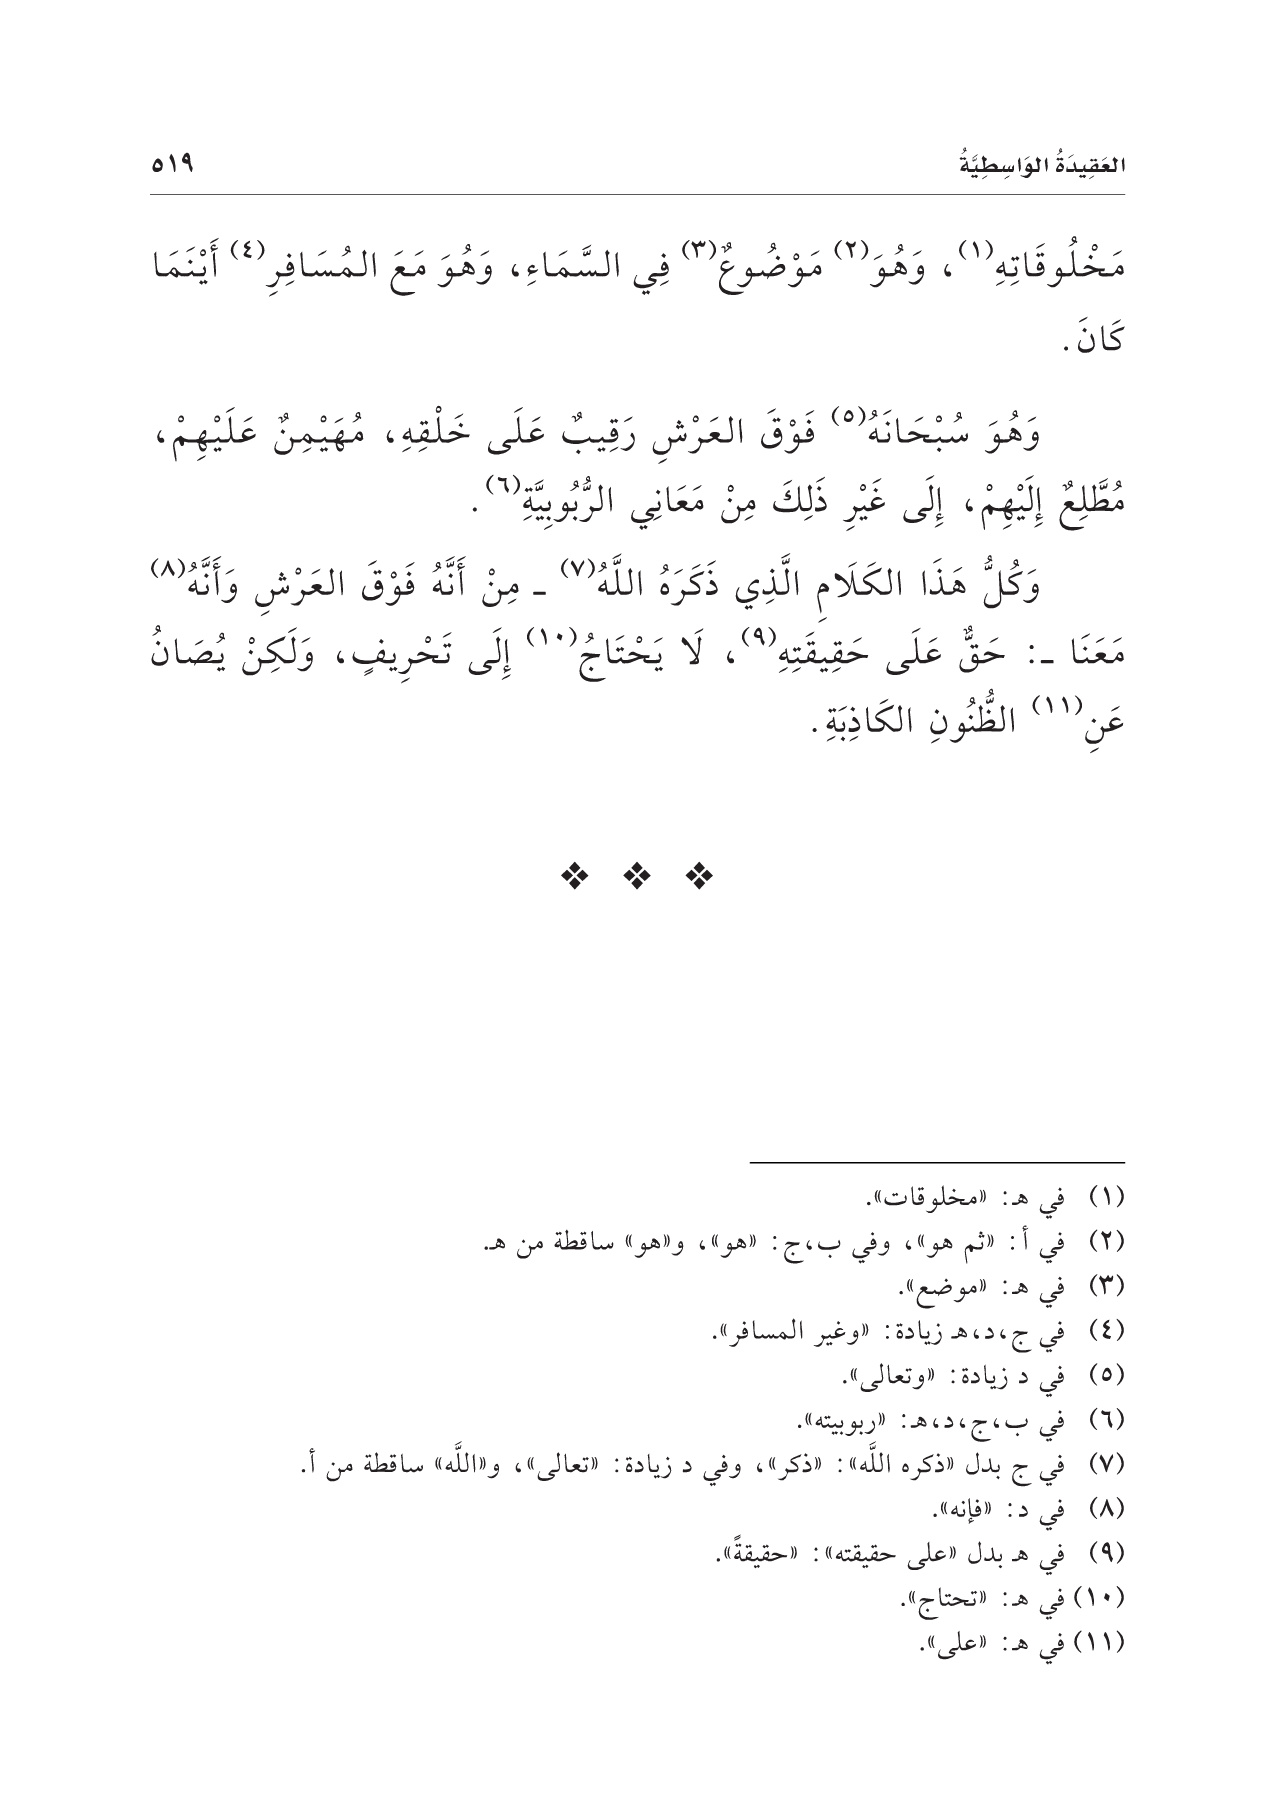 العَقِيدَةُ الوَاسِطِيَّةُ ٥١٩
مَخْلُوقَاتِهِ(١)، وَهُوَ(٢) مَوْضُوعٌ(٣) فِي السَّمَاءِ، وَهُوَ مَعَ المُسَافِرِ(٤) أَيْنَمَا
كَانَ.
وَهُوَ سُبْحَانَهُ(٥) فَوْقَ العَرْشِ رَقِيبٌ عَلَى خَلْقِهِ، مُهَيْمِنٌ عَلَيْهِمْ،
مُطَّلِعٌ إِلَيْهِمْ، إِلَى غَيْرِ ذَلِكَ مِنْ مَعَانِي الرُّبُوبِيَّةِ(٦).
وَكُلُّ هَذَا الكَلَامِ الَّذِي ذَكَرَهُ اللَّهُ(٧) ـ مِنْ أَنَّهُ فَوْقَ العَرْشِ وَأَنَّهُ(٨)
مَعَنَا ـ: حَقٌّ عَلَى حَقِيقَتِهِ(٩)، لَا يَحْتَاجُ(١٠) إِلَى تَحْرِيفٍ، وَلَكِنْ يُصَانُ
عَنِ(١١) الظُّنُونِ الكَاذِبَةِ.
(١) في هـ: «مخلوقات».
(٢) في أ: «ثم هو»، وفي ب،ج: «هو»، و«هو» ساقطة من هـ.
(٣) في هـ: «موضع».
(٤) في ج،د،هـ زيادة: «وغير المسافر».
(٥) في د زيادة: «وتعالى».
(٦) في ب،ج،د،هـ: «ربوبيته».
(٧) في ج بدل «ذكره اللَّه»: «ذكر»، وفي د زيادة: «تعالى»، و«اللَّه» ساقطة من أ.
(٨) في د: «فإنه».
(٩) في هـ بدل «على حقيقته»: «حقيقةً».
(١٠) في هـ: «تحتاج».
(١١) في هـ: «على».